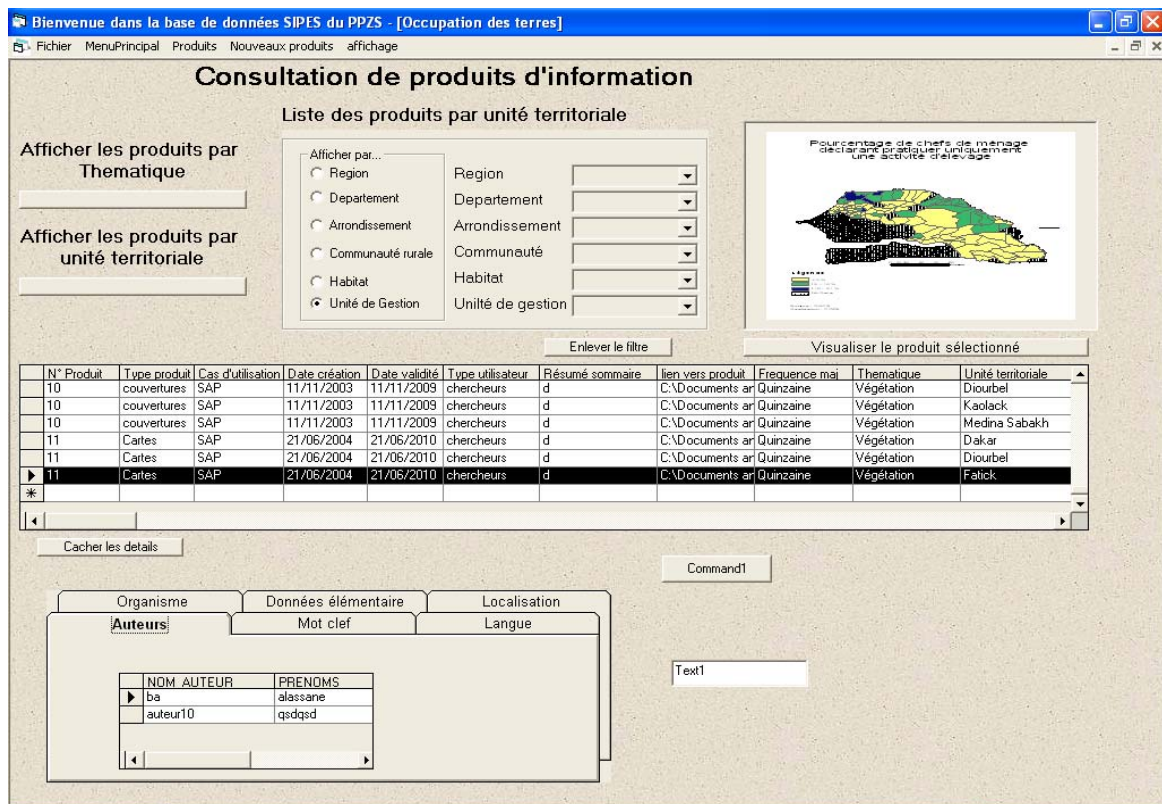 Bienvenue dans la base de données SIPES du PPZS - [Occupation des terres]
Fichier MenuPrincipal Produits Nouveaux produits affichage
Consultation de produits d'information
Liste des produits par unité territoriale
Afficher les produits par
Thematique
Afficher les produits par
unité territoriale
Afficher par...
Region
Departement
Arrondissement
Communauté rurale
Habitat
Unité de Gestion
Region
Departement
Arrondissement
Communauté
Habitat
Unilté de gestion
Pourcentage de chefs de ménage
déclarant pratiquer uniquement
une activité d'élevage
Enlever le filtre
Visualiser le produit sélectionné
N° Produit Type produit Cas d'utilisation Date création Date validité Type utilisateur Résumé sommaire lien vers produit Frequence maj Thematique Unité territoriale
10 couvertures SAP 11/11/2003 11/11/2009 chercheurs d C:\Documents ar Quinzaine Végétation Diourbel
10 couvertures SAP 11/11/2003 11/11/2009 chercheurs d C:\Documents ar Quinzaine Végétation Kaolack
10 couvertures SAP 11/11/2003 11/11/2009 chercheurs d C:\Documents ar Quinzaine Végétation Medina Sabakh
11 Cartes SAP 21/06/2004 21/06/2010 chercheurs d C:\Documents ar Quinzaine Végétation Dakar
11 Cartes SAP 21/06/2004 21/06/2010 chercheurs d C:\Documents ar Quinzaine Végétation Diourbel
11 Cartes SAP 21/06/2004 21/06/2010 chercheurs d C:\Documents ar Quinzaine Végétation Fatick
Cacher les details
Command1
Organisme Données élémentaire Localisation
Auteurs Mot clef Langue
Text1
NOM AUTEUR PRENOMS
ba alassane
auteur10 qsdqsd